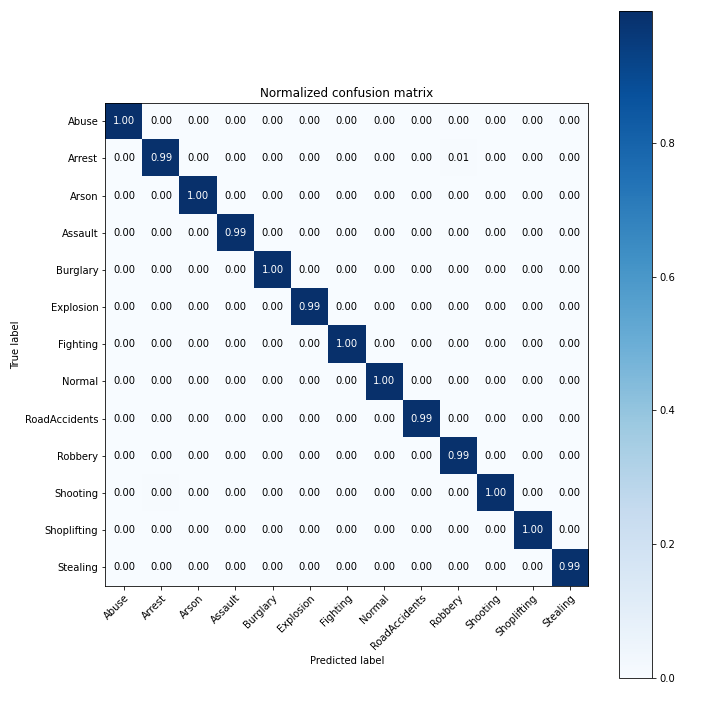 Normalized confusion matrix
Abuse 1.00 0.00 0.00 0.00 0.00 0.00 0.00 0.00 0.00 0.00 0.00 0.00 0.00
Arrest 0.00 0.99 0.00 0.00 0.00 0.00 0.00 0.00 0.00 0.01 0.00 0.00 0.00
Arson 0.00 0.00 1.00 0.00 0.00 0.00 0.00 0.00 0.00 0.00 0.00 0.00 0.00
Assault 0.00 0.00 0.00 0.99 0.00 0.00 0.00 0.00 0.00 0.00 0.00 0.00 0.00
Burglary 0.00 0.00 0.00 0.00 1.00 0.00 0.00 0.00 0.00 0.00 0.00 0.00 0.00
Explosion 0.00 0.00 0.00 0.00 0.00 0.99 0.00 0.00 0.00 0.00 0.00 0.00 0.00
Fighting 0.00 0.00 0.00 0.00 0.00 0.00 1.00 0.00 0.00 0.00 0.00 0.00 0.00
Normal 0.00 0.00 0.00 0.00 0.00 0.00 0.00 1.00 0.00 0.00 0.00 0.00 0.00
RoadAccidents 0.00 0.00 0.00 0.00 0.00 0.00 0.00 0.00 0.99 0.00 0.00 0.00 0.00
Robbery 0.00 0.00 0.00 0.00 0.00 0.00 0.00 0.00 0.00 0.99 0.00 0.00 0.00
Shooting 0.00 0.00 0.00 0.00 0.00 0.00 0.00 0.00 0.00 0.00 1.00 0.00 0.00
Shoplifting 0.00 0.00 0.00 0.00 0.00 0.00 0.00 0.00 0.00 0.00 0.00 1.00 0.00
Stealing 0.00 0.00 0.00 0.00 0.00 0.00 0.00 0.00 0.00 0.00 0.00 0.00 0.99
Abuse Arrest Arson Assault Burglary Explosion Fighting Normal RoadAccidents Robbery Shooting Shoplifting Stealing
Predicted label
True label
0.8
0.6
0.4
0.2
0.0